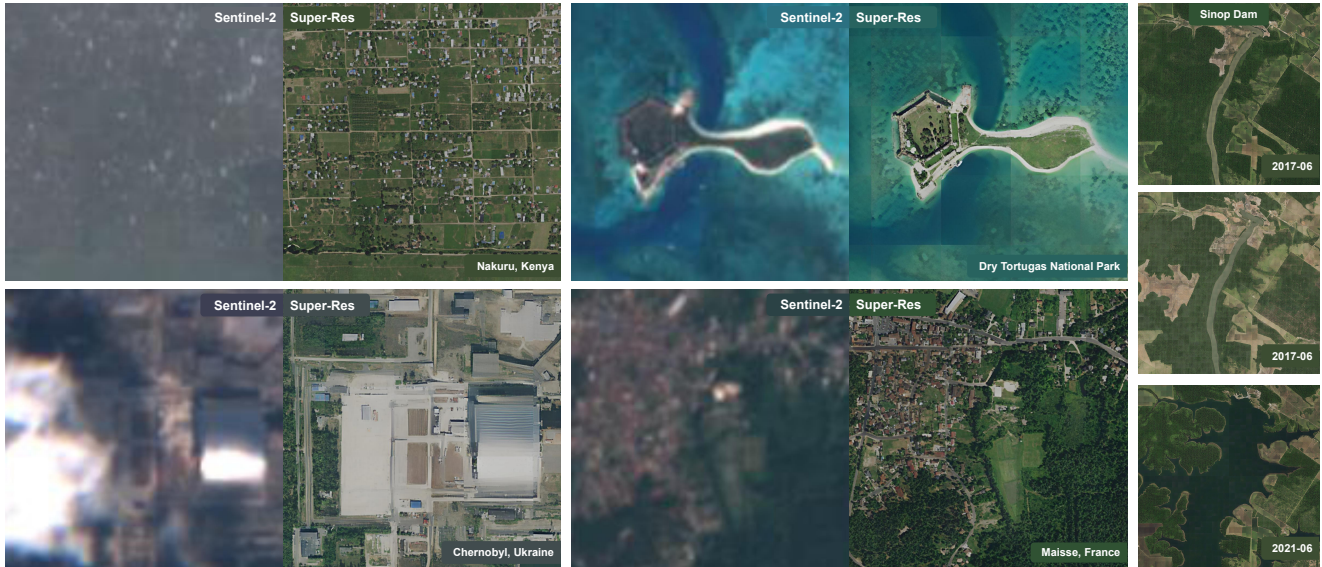 Sentinel-2 Super-Res
Nakuru, Kenya
Sentinel-2 Super-Res
Dry Tortugas National Park
Sentinel-2 Super-Res
Chernobyl, Ukraine
Sentinel-2 Super-Res
Maisse, France
Sinop Dam
2017-06
2017-06
2021-06